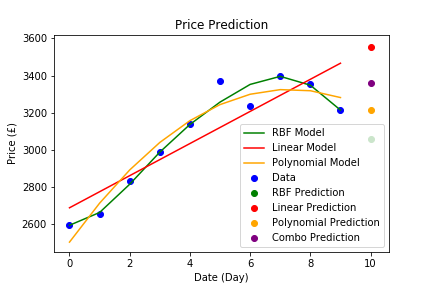 Price Prediction
3600
3400
3200
3000
2800
2600
Price (£)
RBF Model
Linear Model
Polynomial Model
Data
RBF Prediction
Linear Prediction
Polynomial Prediction
Combo Prediction
0 2 4 6 8 10
Date (Day)